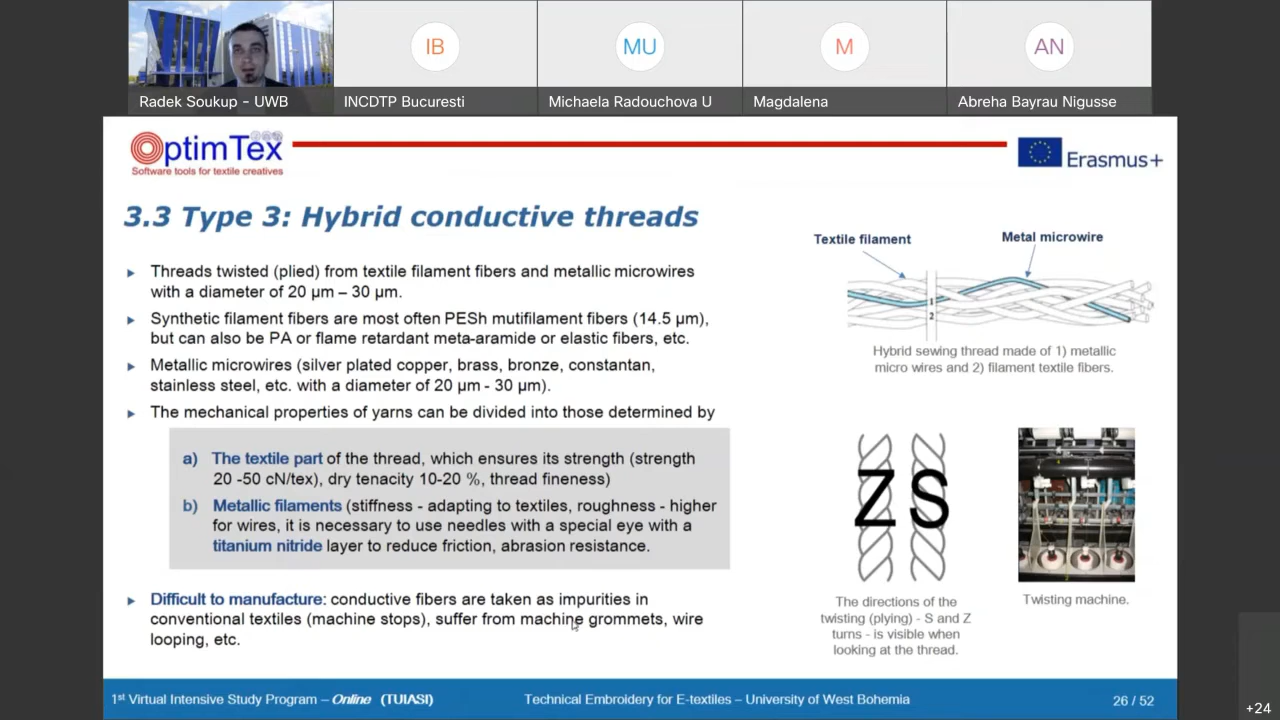 IB
MU
M
AN
Radek Soukup - UWB
INCDTP Bucuresti
Michaela Radouchova U
Magdalena
Abreha Bayrau Nigusse
OptimTex
Software tools for textile creatives
Erasmus+
3.3 Type 3: Hybrid conductive threads
Threads twisted (plied) from textile filament fibers and metallic microwires
with a diameter of 20 µm – 30 µm.
Synthetic filament fibers are most often PESh mutifilament fibers (14.5 µm),
but can also be PA or flame retardant meta-aramide or elastic fibers, etc.
Metallic microwires (silver plated copper, brass, bronze, constantan,
stainless steel, etc. with a diameter of 20 µm - 30 µm).
The mechanical properties of yarns can be divided into those determined by
a) The textile part of the thread, which ensures its strength (strength
20 -50 cN/tex), dry tenacity 10-20 %, thread fineness)
b) Metallic filaments (stiffness - adapting to textiles, roughness - higher
for wires, it is necessary to use needles with a special eye with a
titanium nitride layer to reduce friction, abrasion resistance.
Difficult to manufacture: conductive fibers are taken as impurities in
conventional textiles (machine stops), suffer from machine grommets, wire
looping, etc.
Textile filament
Metal microwire
1
2
Hybrid sewing thread made of 1) metallic
micro wires and 2) filament textile fibers.
Z S
The directions of the
twisting (plying) - S and Z
turns - is visible when
looking at the thread.
Twisting machine.
1st Virtual Intensive Study Program – Online (TUIASI)
Technical Embroidery for E-textiles – University of West Bohemia
26 / 52
+24